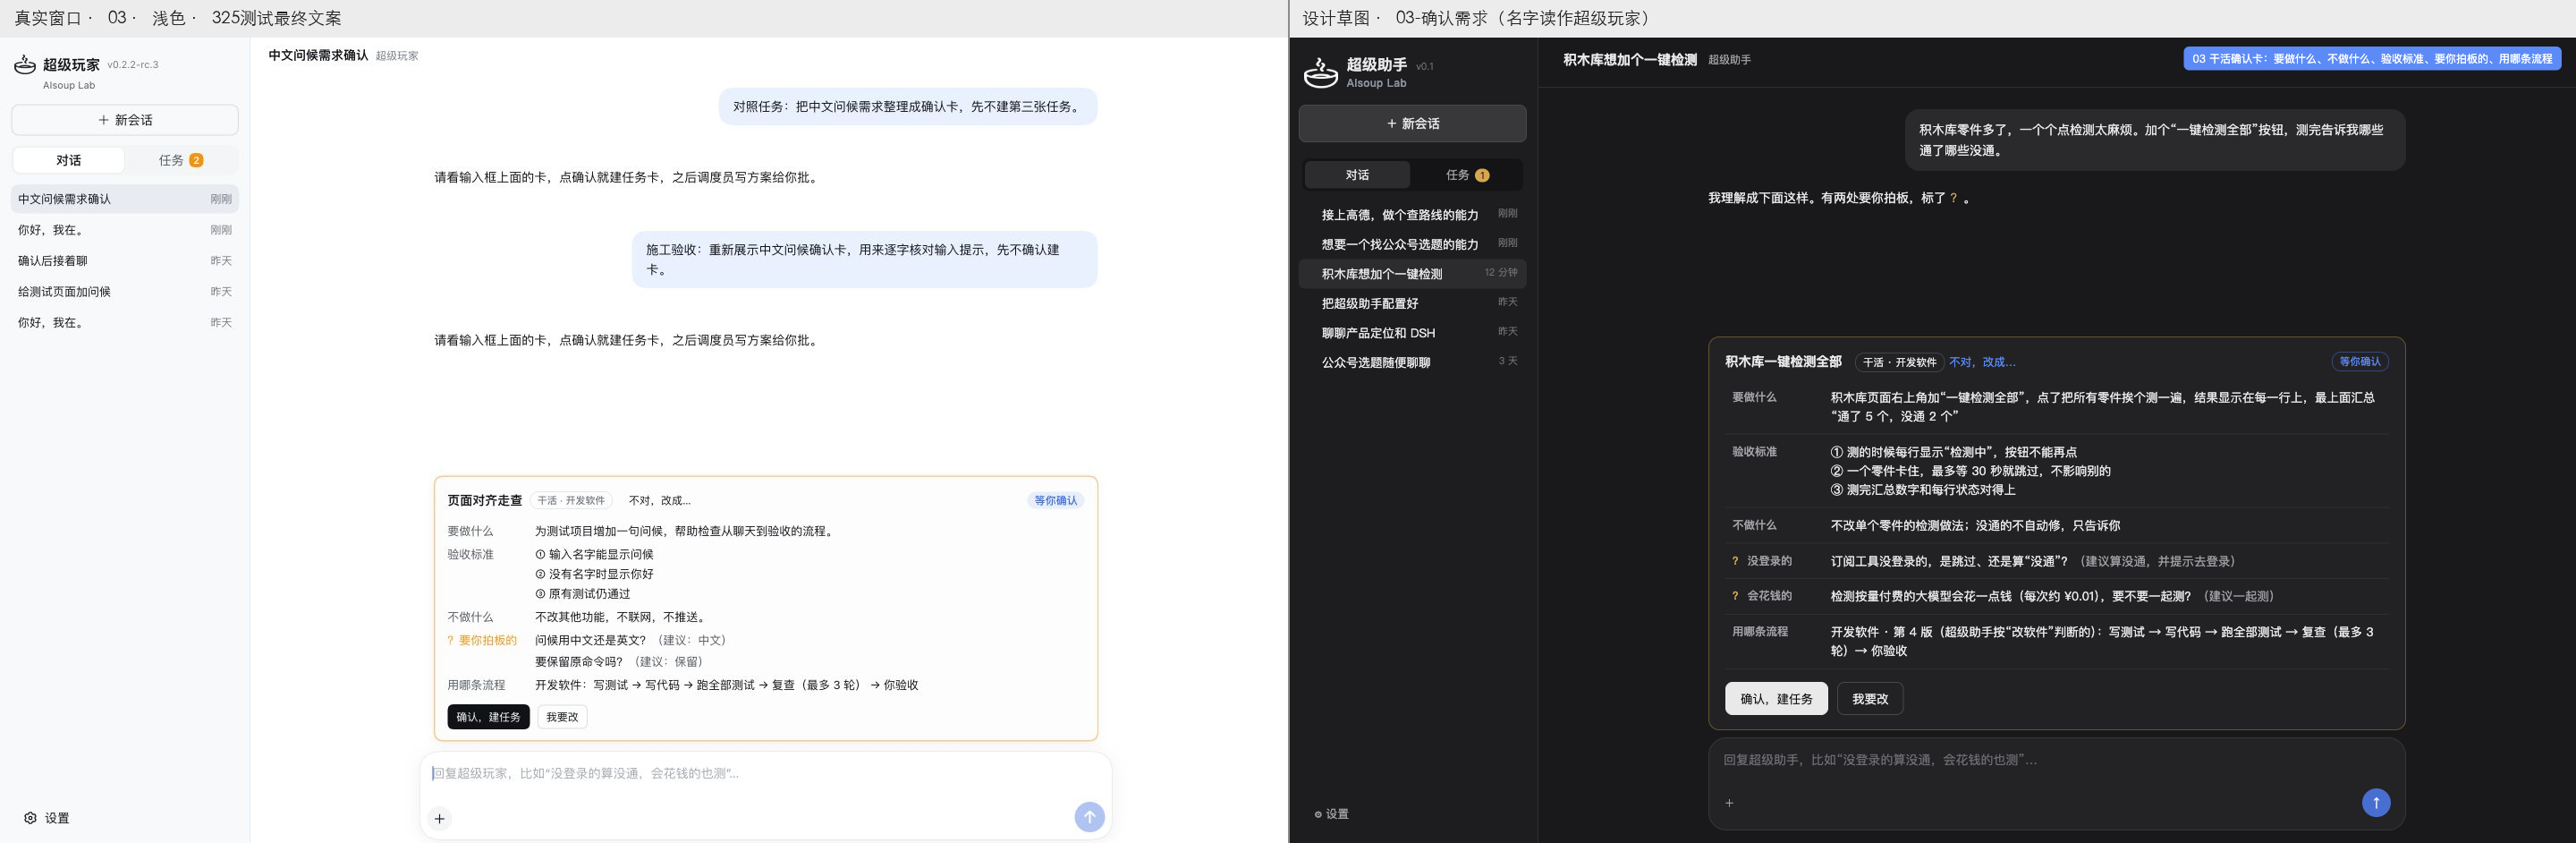 真实窗口 · 03 · 浅色 · 325测试最终文案
超级玩家 v0.2.2-rc.3
AIsoup Lab
+ 新会话
对话 任务 2
中文问候需求确认 刚刚
你好，我在。 刚刚
确认后接着聊 昨天
给测试页面加问候 昨天
你好，我在。 昨天
设置
中文问候需求确认 超级玩家
对照任务：把中文问候需求整理成确认卡，先不建第三张任务。
请看输入框上面的卡，点确认就建任务卡，之后调度员写方案给你批。
施工验收：重新展示中文问候确认卡，用来逐字核对输入提示，先不确认建
卡。
请看输入框上面的卡，点确认就建任务卡，之后调度员写方案给你批。
页面对齐走查 干活 · 开发软件 不对，改成... 等你确认
要做什么 为测试项目增加一句问候，帮助检查从聊天到验收的流程。
验收标准 ① 输入名字能显示问候
② 没有名字时显示你好
③ 原有测试仍通过
不做什么 不改其他功能，不联网，不推送。
? 要你拍板的 问候用中文还是英文？（建议：中文）
要保留原命令吗？（建议：保留）
用哪条流程 开发软件：写测试 → 写代码 → 跑全部测试 → 复查（最多 3 轮） → 你验收
确认，建任务 我要改
回复超级玩家，比如“没登录的算没通，会花钱的也测”...
+
设计草图 · 03-确认需求（名字读作超级玩家）
超级助手 v0.1
AIsoup Lab
+ 新会话
对话 任务 1
接上高德，做个查路线的能力 刚刚
想要一个找公众号选题的能力 刚刚
积木库想加个一键检测 12 分钟
把超级助手配置好 昨天
聊聊产品定位和 DSH 昨天
公众号选题随便聊聊 3 天
设置
积木库想加个一键检测 超级助手
03 干活确认卡：要做什么、不做什么、验收标准、要你拍板的、用哪条流程
积木库零件多了，一个个点检测太麻烦。加个“一键检测全部”按钮，测完告诉我哪些
通了哪些没通。
我理解成下面这样。有两处要你拍板，标了 ? 。
积木库一键检测全部 干活 · 开发软件 不对，改成... 等你确认
要做什么 积木库页面右上角加“一键检测全部”，点了把所有零件挨个测一遍，结果显示在每一行上，最上面汇总
“通了 5 个，没通 2 个”
验收标准 ① 测的时候每行显示“检测中”，按钮不能再点
② 一个零件卡住，最多等 30 秒就跳过，不影响别的
③ 测完汇总数字和每行状态对得上
不做什么 不改单个零件的检测做法；没通的不自动修，只告诉你
? 没登录的 订阅工具没登录的，是跳过、还是算“没通”？（建议算没通，并提示去登录）
? 会花钱的 检测按量付费的大模型会花一点钱（每次约 ¥0.01），要不要一起测？（建议一起测）
用哪条流程 开发软件 · 第 4 版（超级助手按“改软件”判断的）：写测试 → 写代码 → 跑全部测试 → 复查（最多 3
轮）→ 你验收
确认，建任务 我要改
回复超级助手，比如“没登录的算没通，会花钱的也测”...
+